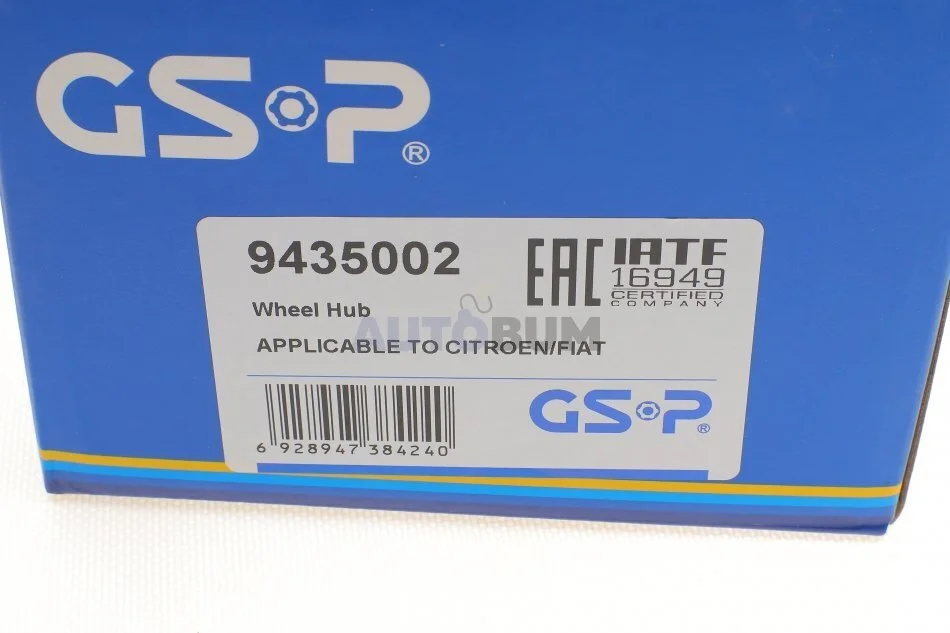 GSP®
9435002
EAC
IATF
16949
CERTIFIED
COMPANY
Wheel Hub
AUTOBUM
APPLICABLE TO CITROEN/FIAT
GSP®
6 928947 384240